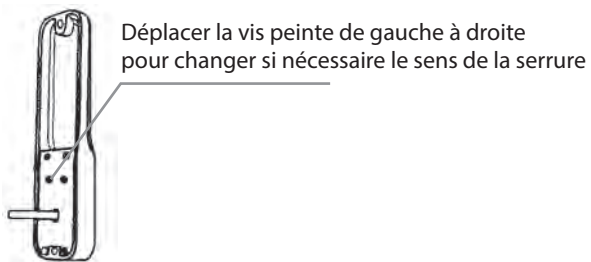 Déplacer la vis peinte de gauche à droite
pour changer si nécessaire le sens de la serrure